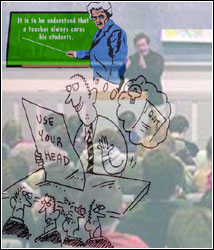 It is to be understood that
a teacher always cares
his students.
USE
YOUR
HEAD